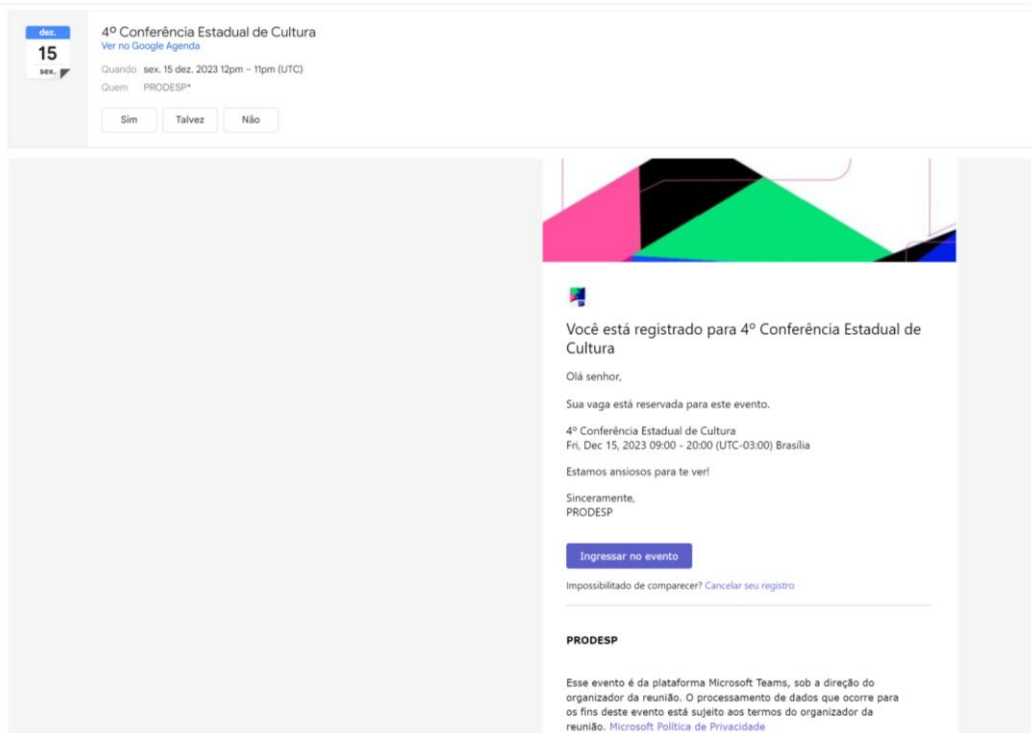 dez.
15
sex.
4º Conferência Estadual de Cultura
Ver no Google Agenda
Quando sex. 15 dez. 2023 12pm – 11pm (UTC)
Quem PRODESP*
Sim Talvez Não
Você está registrado para 4º Conferência Estadual de
Cultura
Olá senhor,
Sua vaga está reservada para este evento.
4º Conferência Estadual de Cultura
Fri, Dec 15, 2023 09:00 - 20:00 (UTC-03:00) Brasília
Estamos ansiosos para te ver!
Sinceramente,
PRODESP
Ingressar no evento
Impossibilitado de comparecer? Cancelar seu registro
PRODESP
Esse evento é da plataforma Microsoft Teams, sob a direção do
organizador da reunião. O processamento de dados que ocorre para
os fins deste evento está sujeito aos termos do organizador da
reunião. Microsoft Política de Privacidade